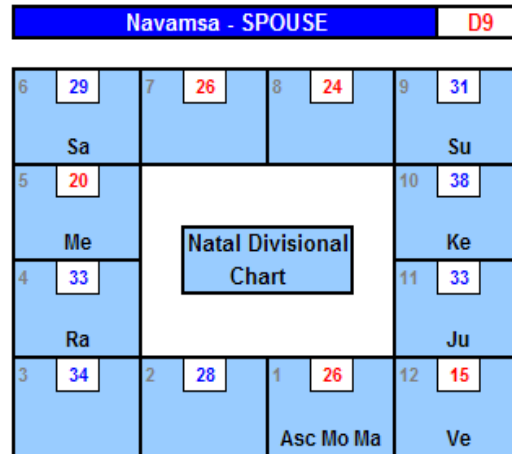 Navamsa - SPOUSE D9
6 29 7 26 8 24 9 31
Sa Su
5 20 10 38
Me Ke
Natal Divisional
Chart
4 33 11 33
Ra Ju
3 34 2 28 1 26 12 15
Asc Mo Ma Ve